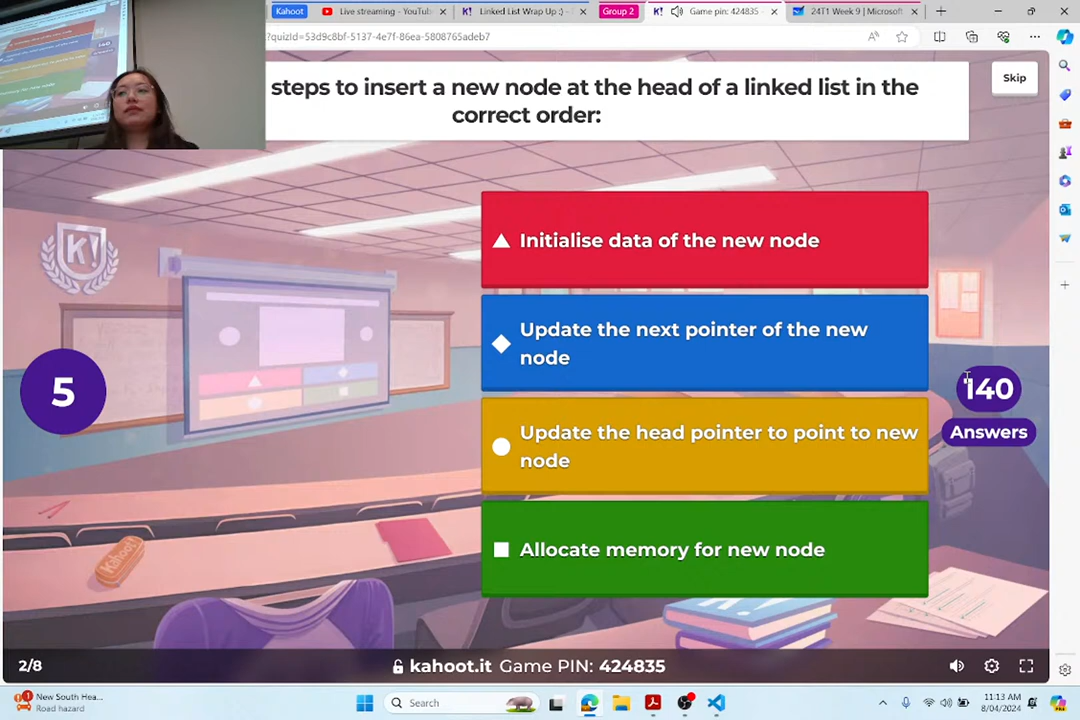 Kahoot
Live streaming - YouTub
Linked List Wrap Up :) -
Group 2
Game pin: 424835 -
24T1 Week 9 | Microsoft
?quizId=53d9c8bf-5137-4e7f-86ea-5808765adeb7
steps to insert a new node at the head of a linked list in the
correct order:
Skip
K!
Initialise data of the new node
Update the next pointer of the new
node
5
140
Answers
Update the head pointer to point to new
node
Allocate memory for new node
Kahoot!
2/8
kahoot.it Game PIN: 424835
New South Hea...
Road hazard
Search
11:13 AM
8/04/2024